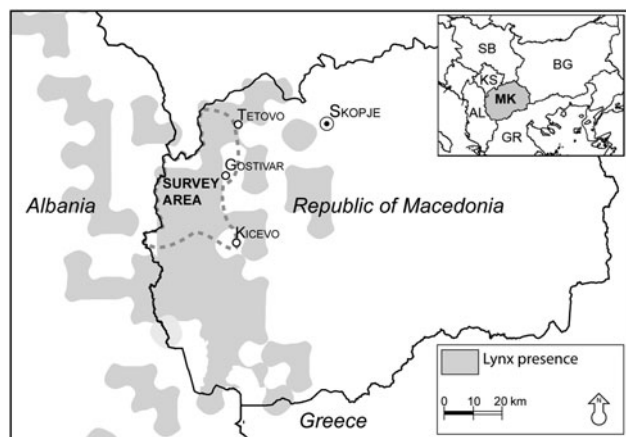 SB
BG
KS
MK
AL
GR
TETOVO
SKOPJE
GOSTIVAR
SURVEY
AREA
Albania
Republic of Macedonia
KICEVO
Lynx presence
0 10 20 km
N
Greece